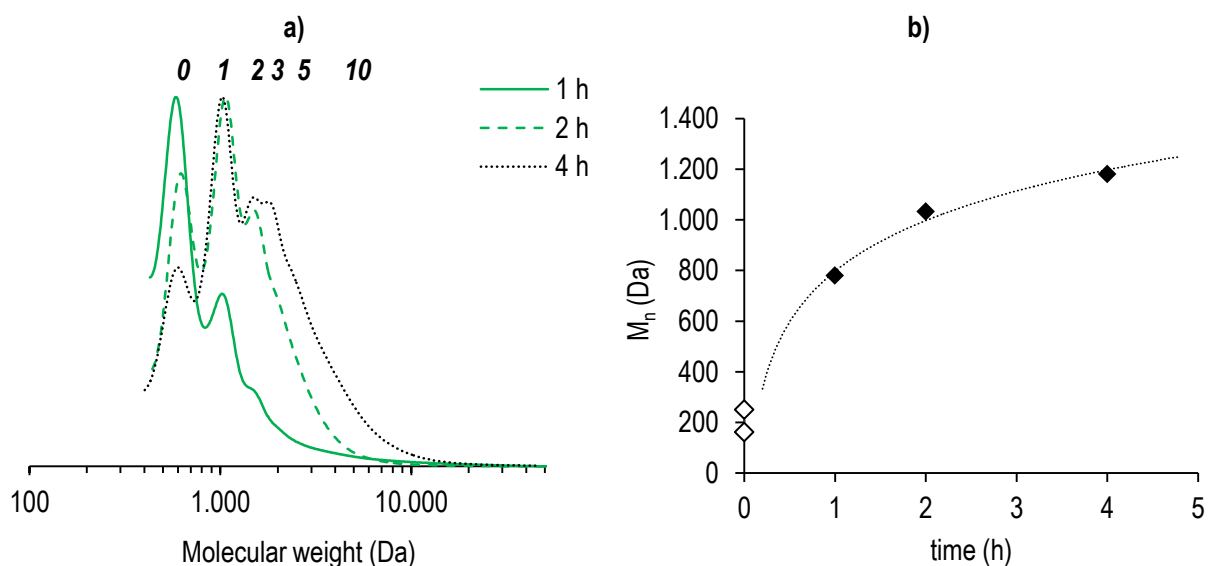 a)
0 1 2 3 5 10
1 h
2 h
4 h
100 1.000 10.000
Molecular weight (Da)
b)
1.400
1.200
1.000
800
600
400
200
0
Mn (Da)
0 1 2 3 4 5
time (h)